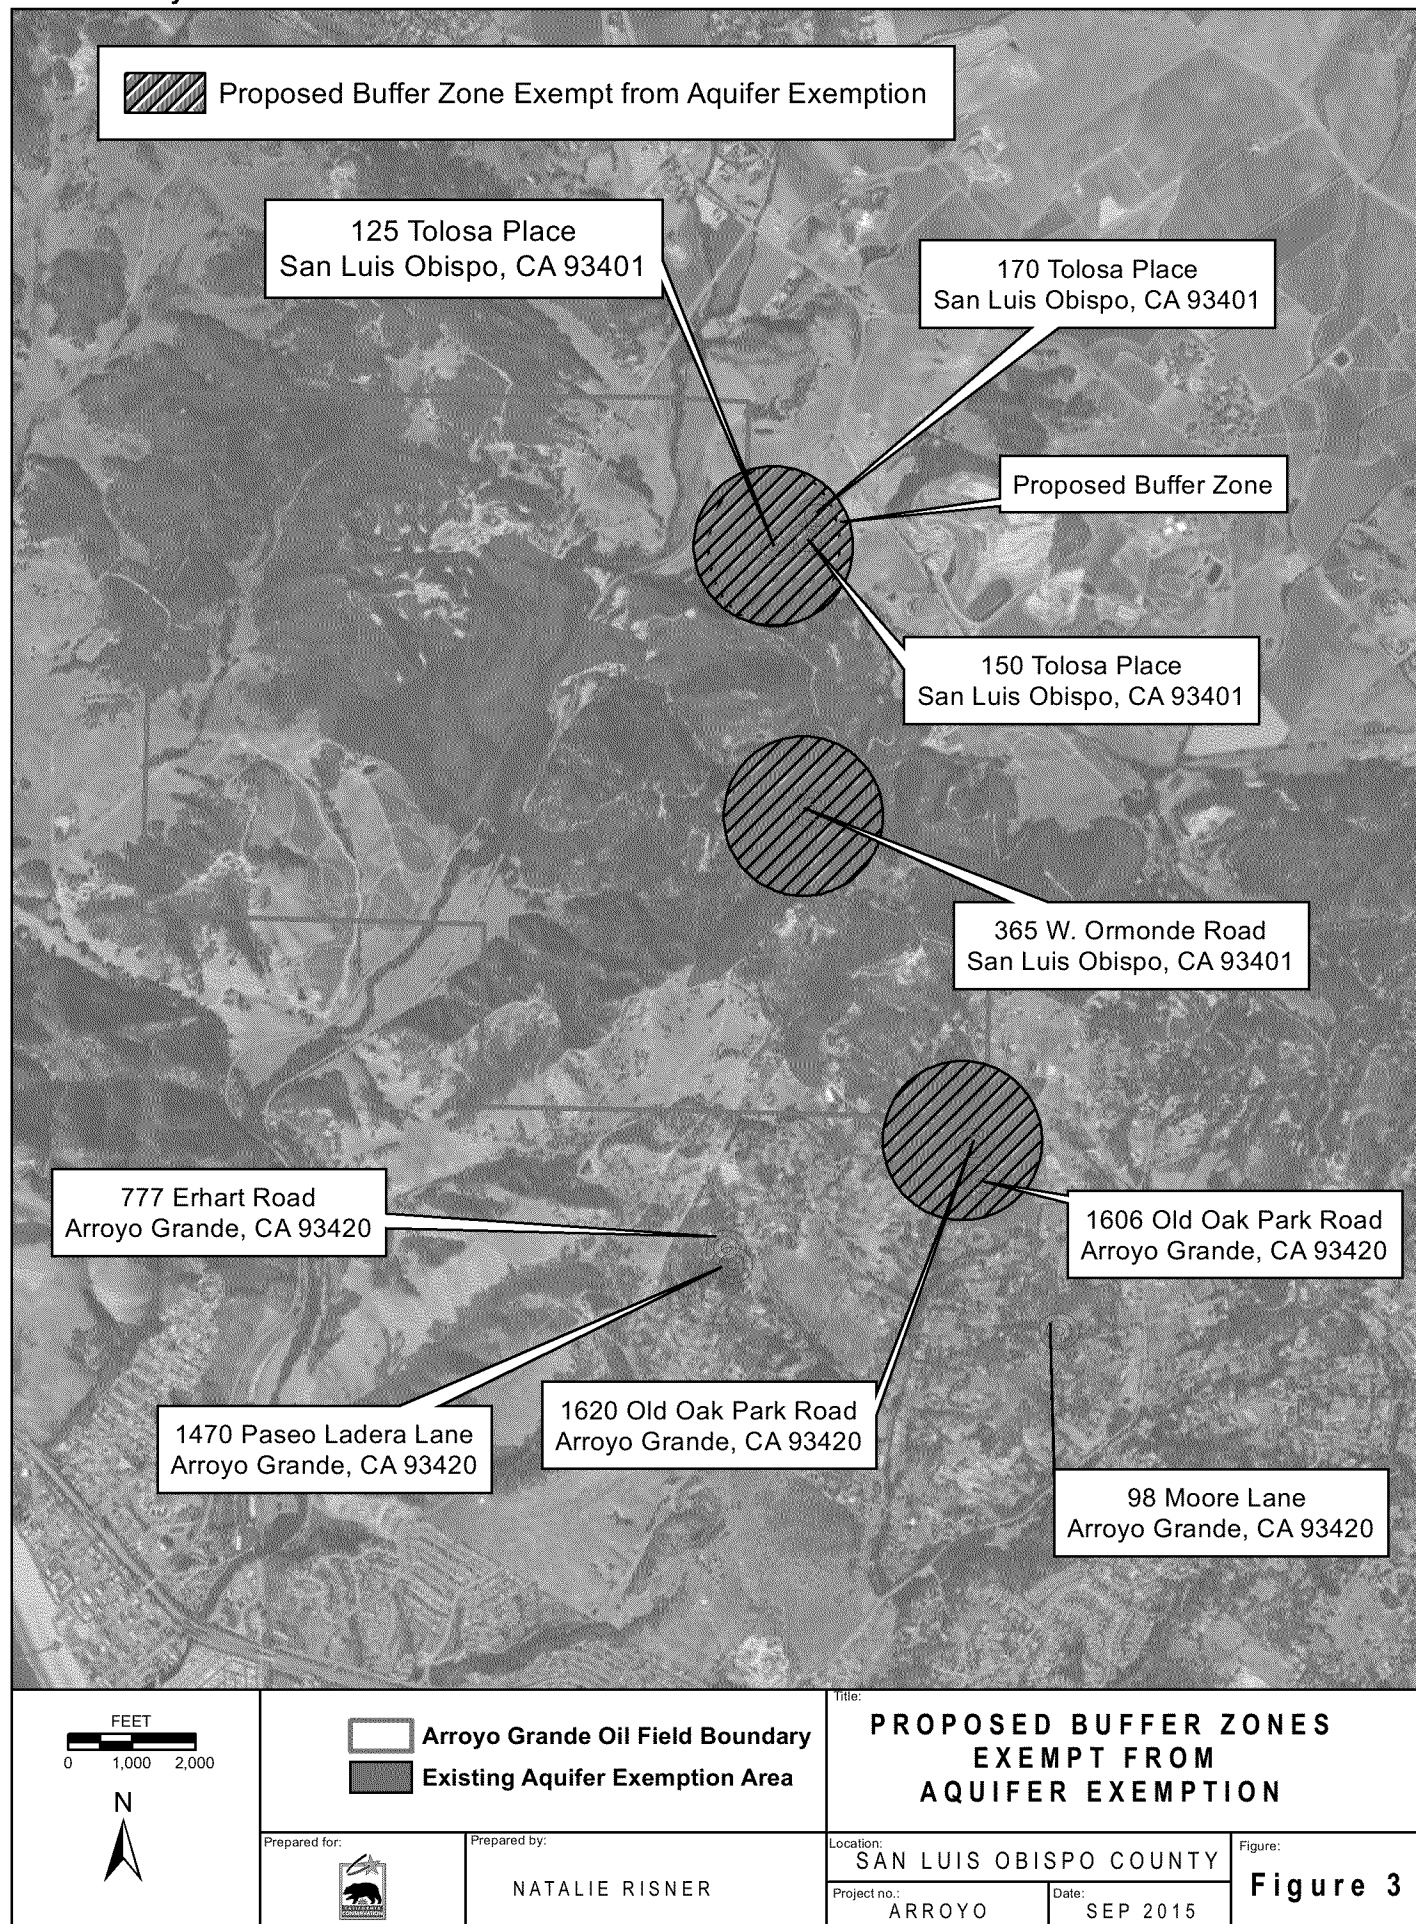 Proposed Buffer Zone Exempt from Aquifer Exemption
125 Tolosa Place
San Luis Obispo, CA 93401
170 Tolosa Place
San Luis Obispo, CA 93401
Proposed Buffer Zone
150 Tolosa Place
San Luis Obispo, CA 93401
365 W. Ormonde Road
San Luis Obispo, CA 93401
777 Erhart Road
Arroyo Grande, CA 93420
1606 Old Oak Park Road
Arroyo Grande, CA 93420
1470 Paseo Ladera Lane
Arroyo Grande, CA 93420
1620 Old Oak Park Road
Arroyo Grande, CA 93420
98 Moore Lane
Arroyo Grande, CA 93420
FEET
0 1,000 2,000
N
Arroyo Grande Oil Field Boundary
Existing Aquifer Exemption Area
Title:
PROPOSED BUFFER ZONES
EXEMPT FROM
AQUIFER EXEMPTION
Prepared for:
CALIFORNIA
CONSERVATION
Prepared by:
NATALIE RISNER
Location:
SAN LUIS OBISPO COUNTY
Project no.:
ARROYO
Date:
SEP 2015
Figure:
Figure 3